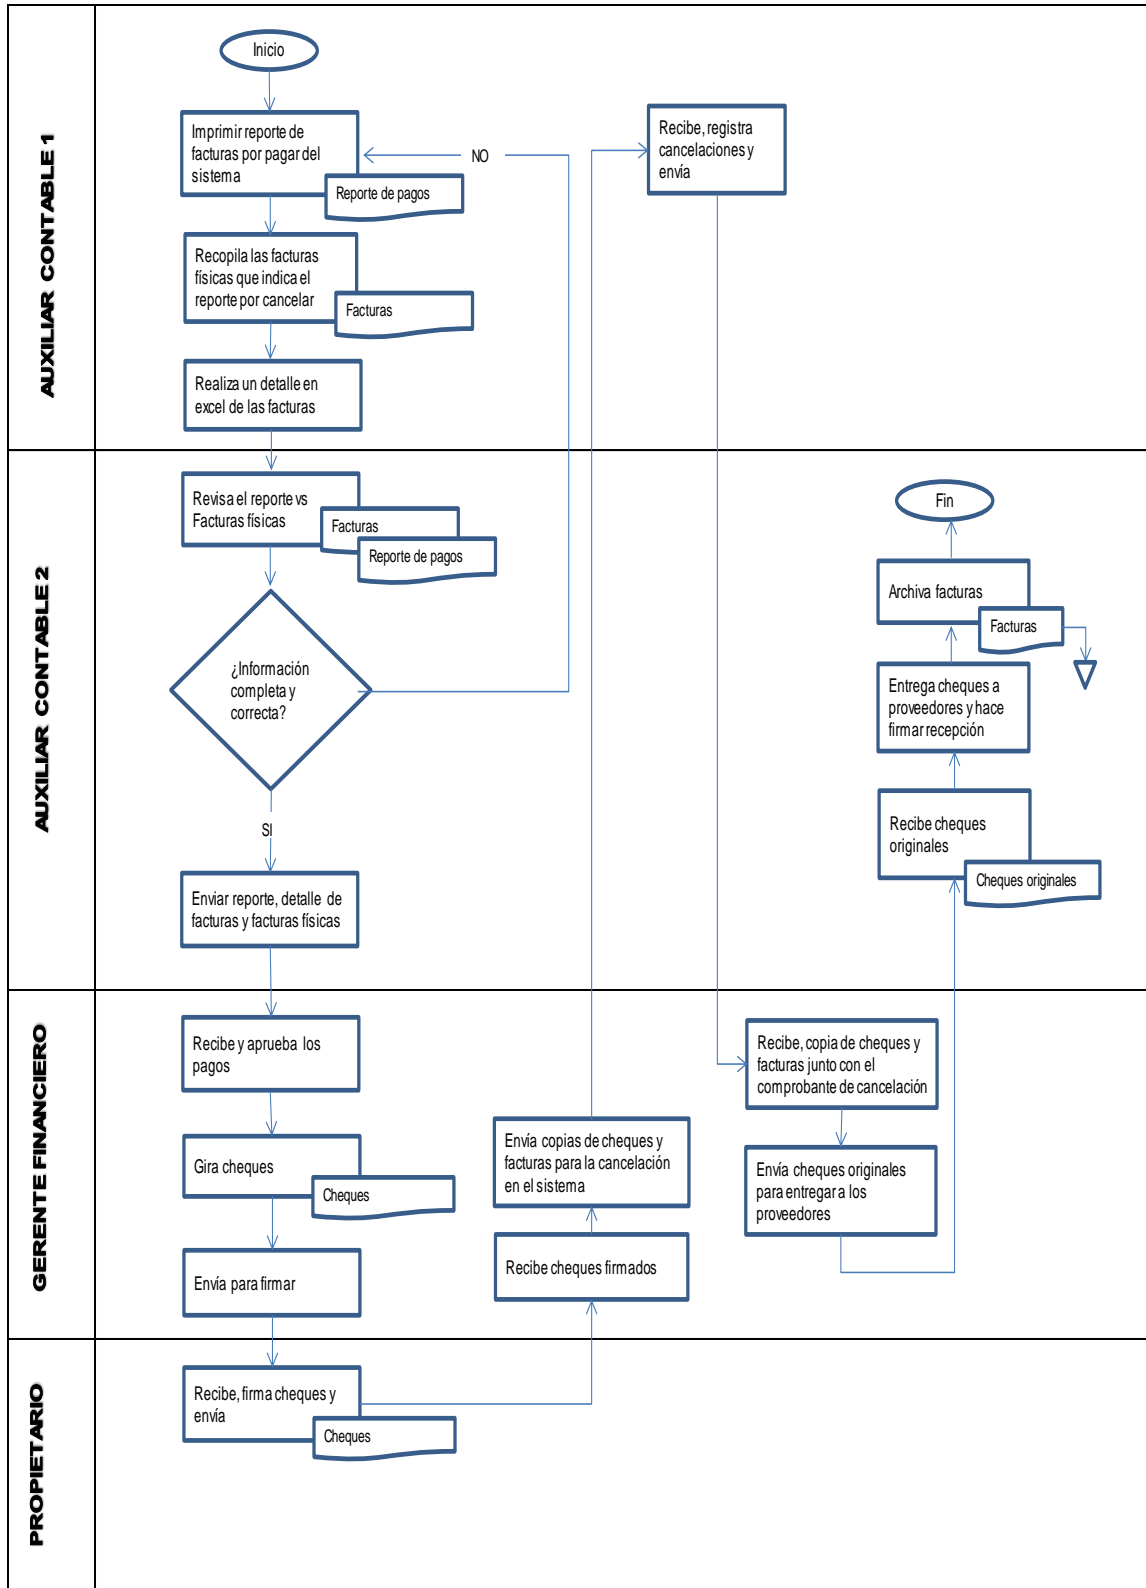 AUXILIAR CONTABLE 1
Inicio
Imprimir reporte de
facturas por pagar del
sistema
Reporte de pagos
NO
Recopila las facturas
físicas que indica el
reporte por cancelar
Facturas
Realiza un detalle en
excel de las facturas
Recibe, registra
cancelaciones y
envía
AUXILIAR CONTABLE 2
Revisa el reporte vs
Facturas físicas
Facturas
Reporte de pagos
¿Información
completa y
correcta?
SI
Enviar reporte, detalle de
facturas y facturas físicas
Fin
Archiva facturas
Facturas
Entrega cheques a
proveedores y hace
firmar recepción
Recibe cheques
originales
Cheques originales
GERENTE FINANCIERO
Recibe y aprueba los
pagos
Gira cheques
Cheques
Envía para firmar
Envía copias de cheques y
facturas para la cancelación
en el sistema
Recibe cheques firmados
Recibe, copia de cheques y
facturas junto con el
comprobante de cancelación
Envía cheques originales
para entregar a los
proveedores
PROPIETARIO
Recibe, firma cheques y
envía
Cheques